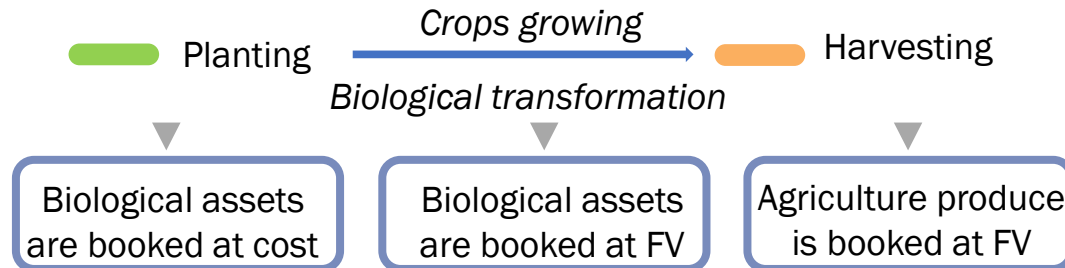 Crops growing
Planting
Harvesting
Biological transformation
Biological assets
are booked at cost
Biological assets
are booked at FV
Agriculture produce
is booked at FV